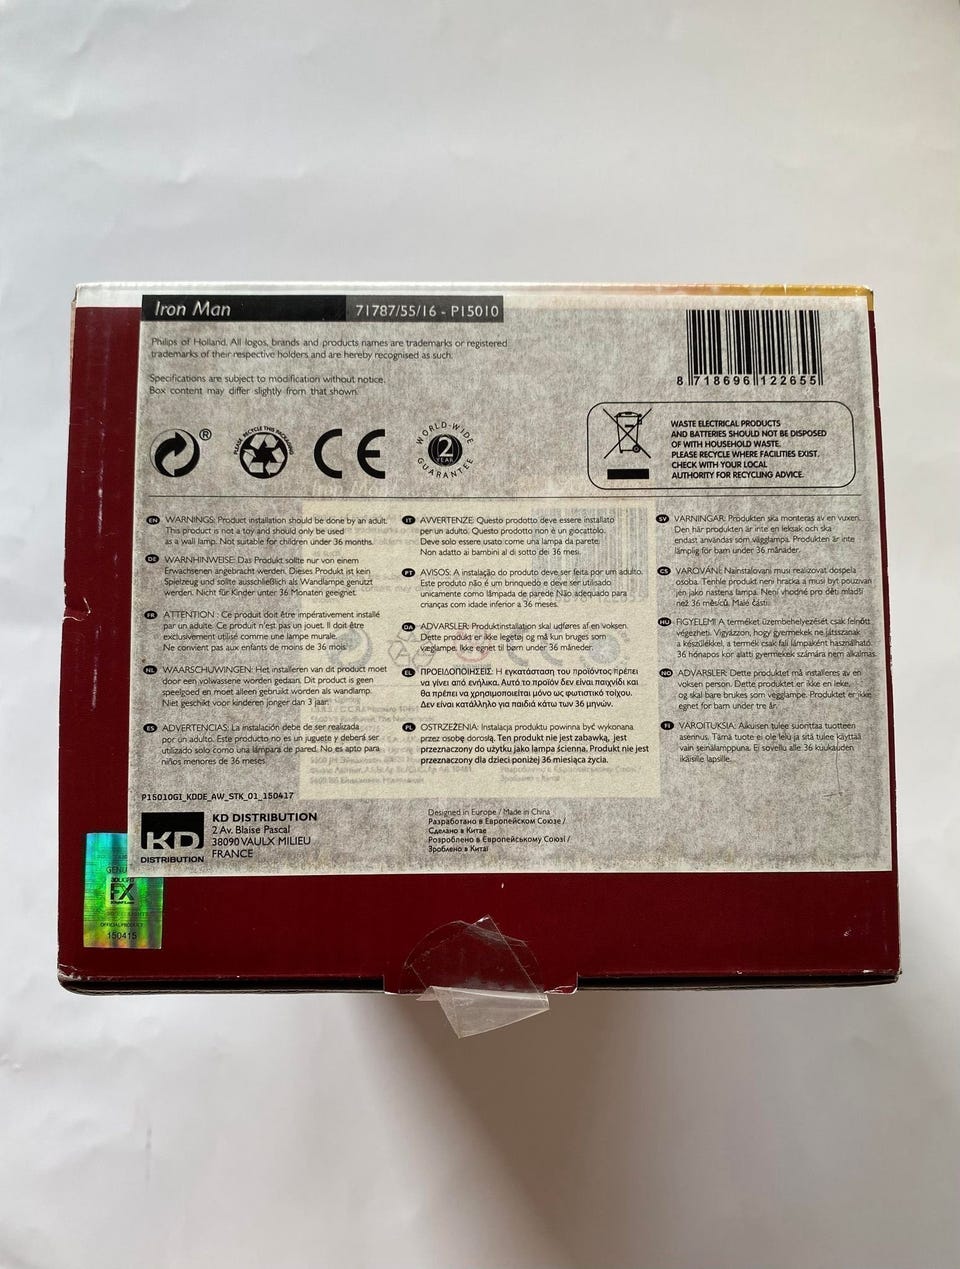 Iron Man
71787/55/16 - P15010
Philips of Holland. All logos, brands and products names are trademarks or registered
trademarks of their respective holders and are hereby recognised as such.
Specifications are subject to modification without notice.
Box content may differ slightly from that shown.
8 718696 122655
®
PLEASE RECYCLE THIS PACKAGING
CE
WORLD-WIDE
2
YEAR
GUARANTEE
WASTE ELECTRICAL PRODUCTS
AND BATTERIES SHOULD NOT BE DISPOSED
OF WITH HOUSEHOLD WASTE.
PLEASE RECYCLE WHERE FACILITIES EXIST.
CHECK WITH YOUR LOCAL
AUTHORITY FOR RECYCLING ADVICE.
EN WARNINGS: Product installation should be done by an adult.
This product is not a toy and should only be used
as a wall lamp. Not suitable for children under 36 months.
DE WARNHINWEISE: Das Produkt sollte nur von einem
Erwachsenen angebracht werden. Dieses Produkt ist kein
Spielzeug und sollte ausschließlich als Wandlampe genutzt
werden. Nicht für Kinder unter 36 Monaten geeignet.
FR ATTENTION : Ce produit doit être impérativement installé
par un adulte. Ce produit n'est pas un jouet. Il doit être
exclusivement utilisé comme une lampe murale.
Ne convient pas aux enfants de moins de 36 mois.
NL WAARSCHUWINGEN: Het installeren van dit product moet
door een volwassene worden gedaan. Dit product is geen
speelgoed en moet alleen gebruikt worden als wandlamp.
Niet geschikt voor kinderen jonger dan 3 jaar.
ES ADVERTENCIAS: La instalación debe de ser realizada
por un adulto. Este producto no es un juguete y deberá ser
utilizado solo como una lámpara de pared. No es apto para
niños menores de 36 meses.
IT AVVERTENZE: Questo prodotto deve essere installato
per un adulto. Questo prodotto non è un giocattolo.
Deve solo essere usato come una lampa da parete.
Non adatto ai bambini al di sotto dei 36 mesi.
PT AVISOS: A instalação do produto deve ser feita por um adulto.
Este produto não é um brinquedo e deve ser utilisado
unicamente como lâmpada de parede Não adequado para
crianças com idade inferior a 36 meses.
DA ADVARSLER: Produktinstallation skal udføres af en voksen.
Dette produkt er ikke legetøj og må kun bruges som
væglampe. Ikke egnet til børn under 36 måneder.
EL ΠΡΟΕΙΔΟΠΟΙΗΣΕΙΣ: Η εγκατάσταση του προϊόντος πρέπει
να γίνει από ενήλικα. Αυτό το προϊόν δεν είναι παιχνίδι και
θα πρέπει να χρησιμοποιείται μόνο ως φωτιστικό τοίχου.
Δεν είναι κατάλληλο για παιδιά κάτω των 36 μηνών.
PL OSTRZEŻENIA: Instalacja produktu powinna być wykonana
przez osobę dorosłą. Ten produkt nie jest zabawką, jest
przeznaczony do użytku jako lampa ścienna. Produkt nie jest
przeznaczony dla dzieci poniżej 36 miesiąca życia.
SV VARNINGAR: Produkten ska monteras av en vuxen.
Den här produkten är inte en leksak och ska
endast användas som vägglampa. Produkten är inte
lämplig för barn under 36 månader.
CS VAROVÁNÍ: Nainstalovani musí realizovat dospela
osoba. Tenhle produkt neni hracka a musi byt pouzivan
jen jako nastena lampa. Není vhodné pro děti mladší
než 36 měsíců. Malé části.
HU FIGYELEM! A terméket üzembehelyezését csak felnőtt
végezheti. Vigyázzon, hogy gyermekek ne játsszanak
a készülékkel, a termék csak fali lámpaként használható.
36 hónapos kor alatti gyermekek számára nem alkalmas.
NO ADVARSLER: Dette produktet må installeres av en
voksen person. Dette produktet er ikke en leke,
og skal bare brukes som vegglampe. Produktet er ikke
egnet for barn under tre år.
FI VAROITUKSIA: Aikuisen tulee suorittaa tuotteen
asennus. Tämä tuote ei ole lelu ja sitä tulee käyttää
vain seinälamppuna. Ei sovellu alle 36 kuukauden
ikäisille lapsille.
P15010GI_KDDE_AW_STK_01_150417
KD
DISTRIBUTION
KD DISTRIBUTION
2 Av. Blaise Pascal
38090 VAULX MILIEU
FRANCE
Designed in Europe / Made in China
Разработано в Европейском Союзе /
Сделано в Китае
Розроблено в Європейському Союзі /
Зроблено в Китаї
GENU
3DLIGHT
FX
OFFICIAL PRODUCT
150415